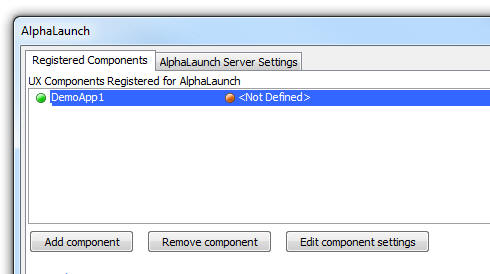 AlphaLaunch
Registered Components AlphaLaunch Server Settings
UX Components Registered for AlphaLaunch
DemoApp1 <Not Defined>
Add component Remove component Edit component settings